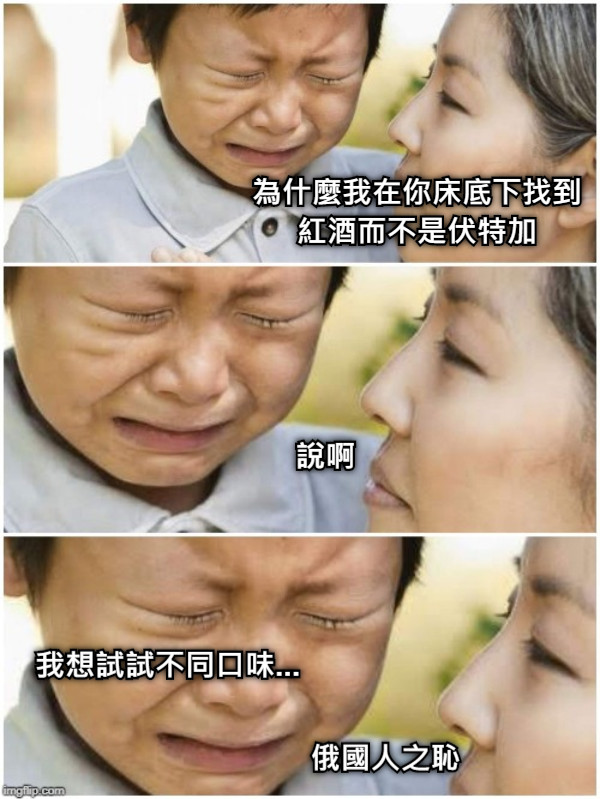 為什麼我在你床底下找到
紅酒而不是伏特加
說啊
我想試試不同口味...
俄國人之恥
imgflip.com